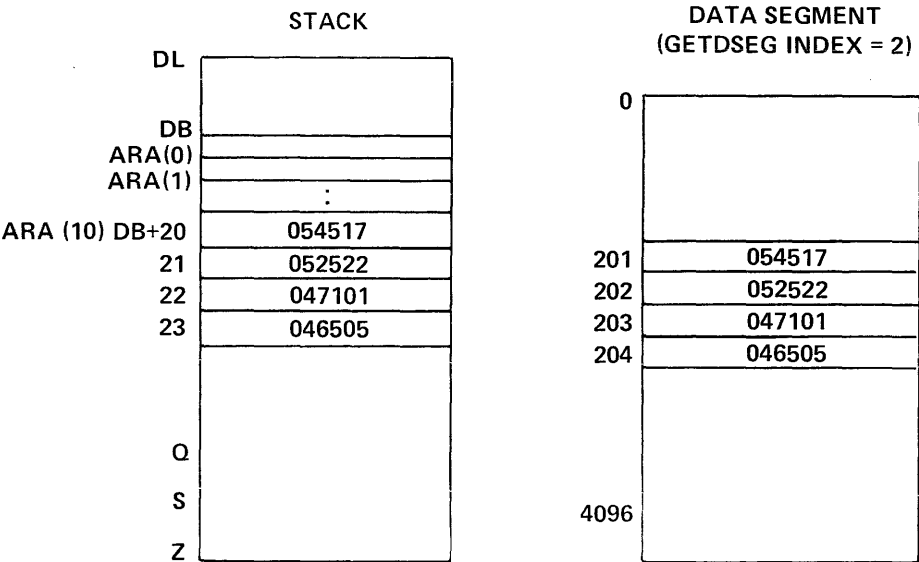 STACK
DL
DB
ARA(0)
ARA(1)
:
ARA (10) DB+20 054517
21 052522
22 047101
23 046505
Q
S
Z
DATA SEGMENT
(GETDSEG INDEX = 2)
0
201 054517
202 052522
203 047101
204 046505
4096